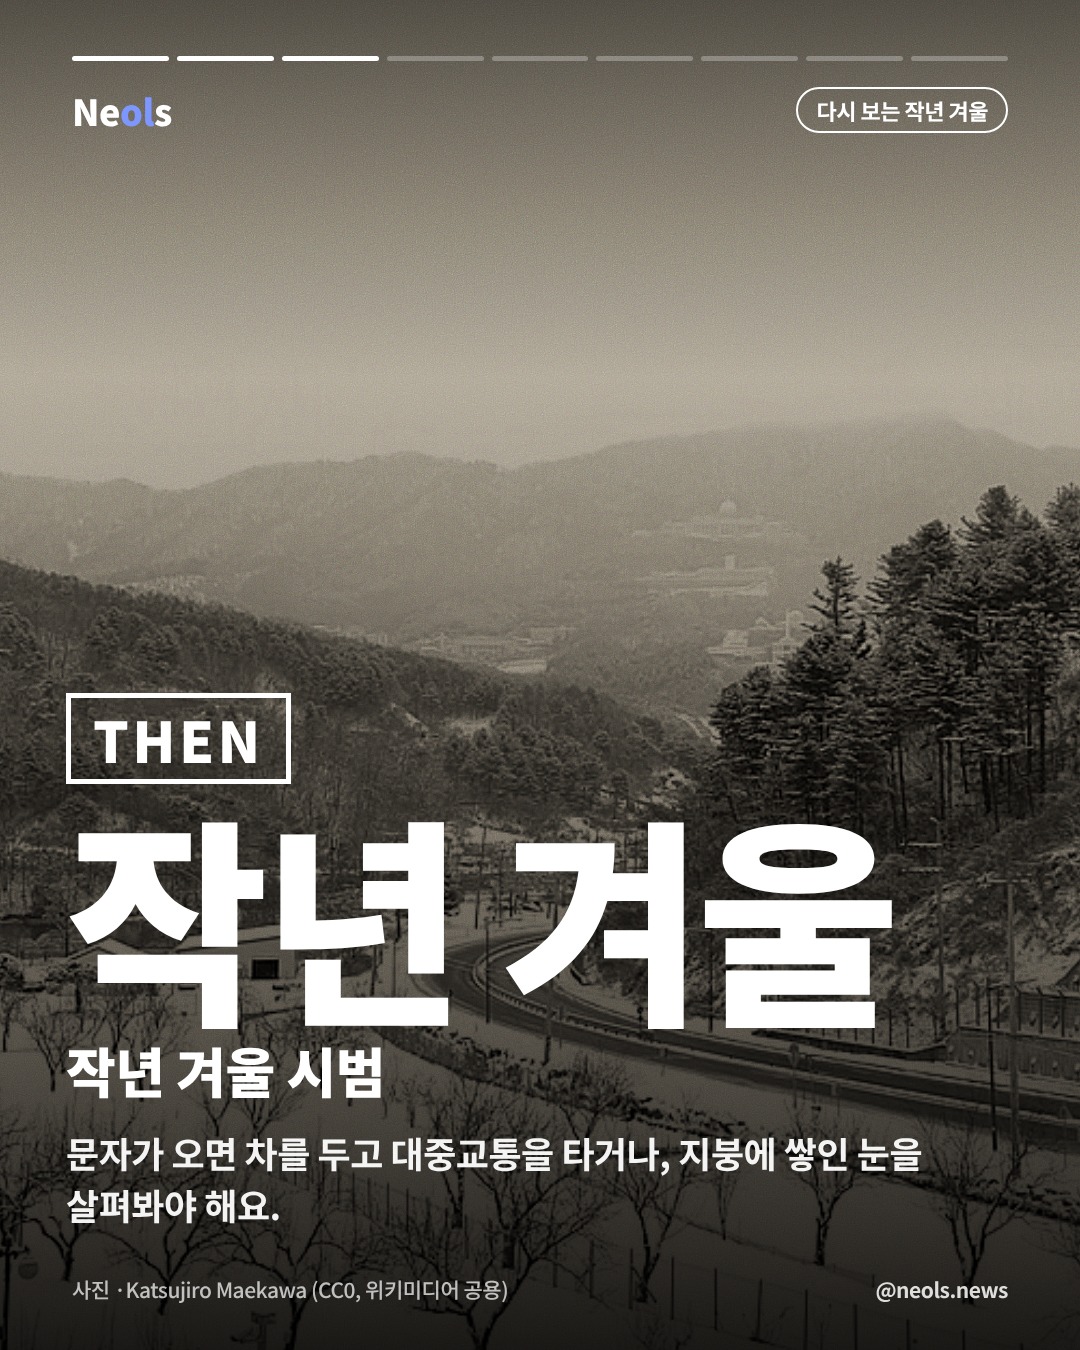 Neols
다시 보는 작년 겨울
THEN
작년 겨울
작년 겨울 시범
문자가 오면 차를 두고 대중교통을 타거나, 지붕에 쌓인 눈을
살펴봐야 해요.
사진 · Katsujiro Maekawa (CC0, 위키미디어 공용)
@neols.news